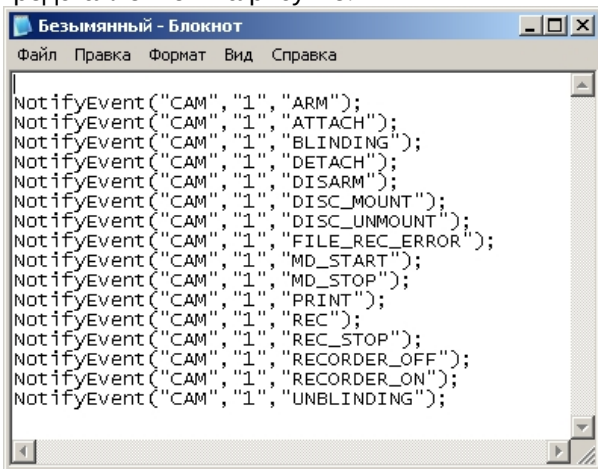 Безымянный - Блокнот
Файл Правка Формат Вид Справка
NotifyEvent("CAM","1","ARM");
NotifyEvent("CAM","1","ATTACH");
NotifyEvent("CAM","1","BLINDING");
NotifyEvent("CAM","1","DETACH");
NotifyEvent("CAM","1","DISARM");
NotifyEvent("CAM","1","DISC_MOUNT");
NotifyEvent("CAM","1","DISC_UNMOUNT");
NotifyEvent("CAM","1","FILE_REC_ERROR");
NotifyEvent("CAM","1","MD_START");
NotifyEvent("CAM","1","MD_STOP");
NotifyEvent("CAM","1","PRINT");
NotifyEvent("CAM","1","REC");
NotifyEvent("CAM","1","REC_STOP");
NotifyEvent("CAM","1","RECORDER_OFF");
NotifyEvent("CAM","1","RECORDER_ON");
NotifyEvent("CAM","1","UNBLINDING");